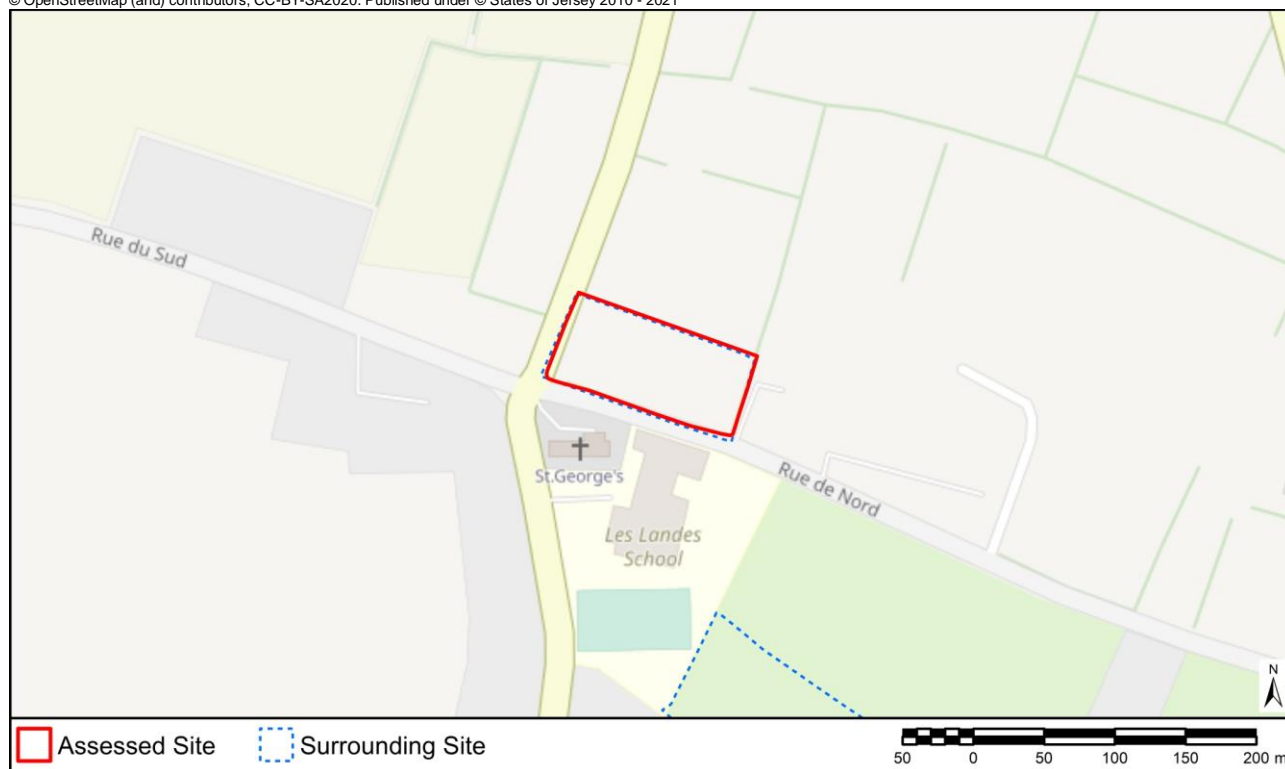 © OpenStreetMap (and) contributors, CC-BY-SA2020. Published under © States of Jersey 2010 - 2021
Rue du Sud
St.George's
Les Landes
School
Rue de Nord
N
Assessed Site
Surrounding Site
50 0 50 100 150 200 m